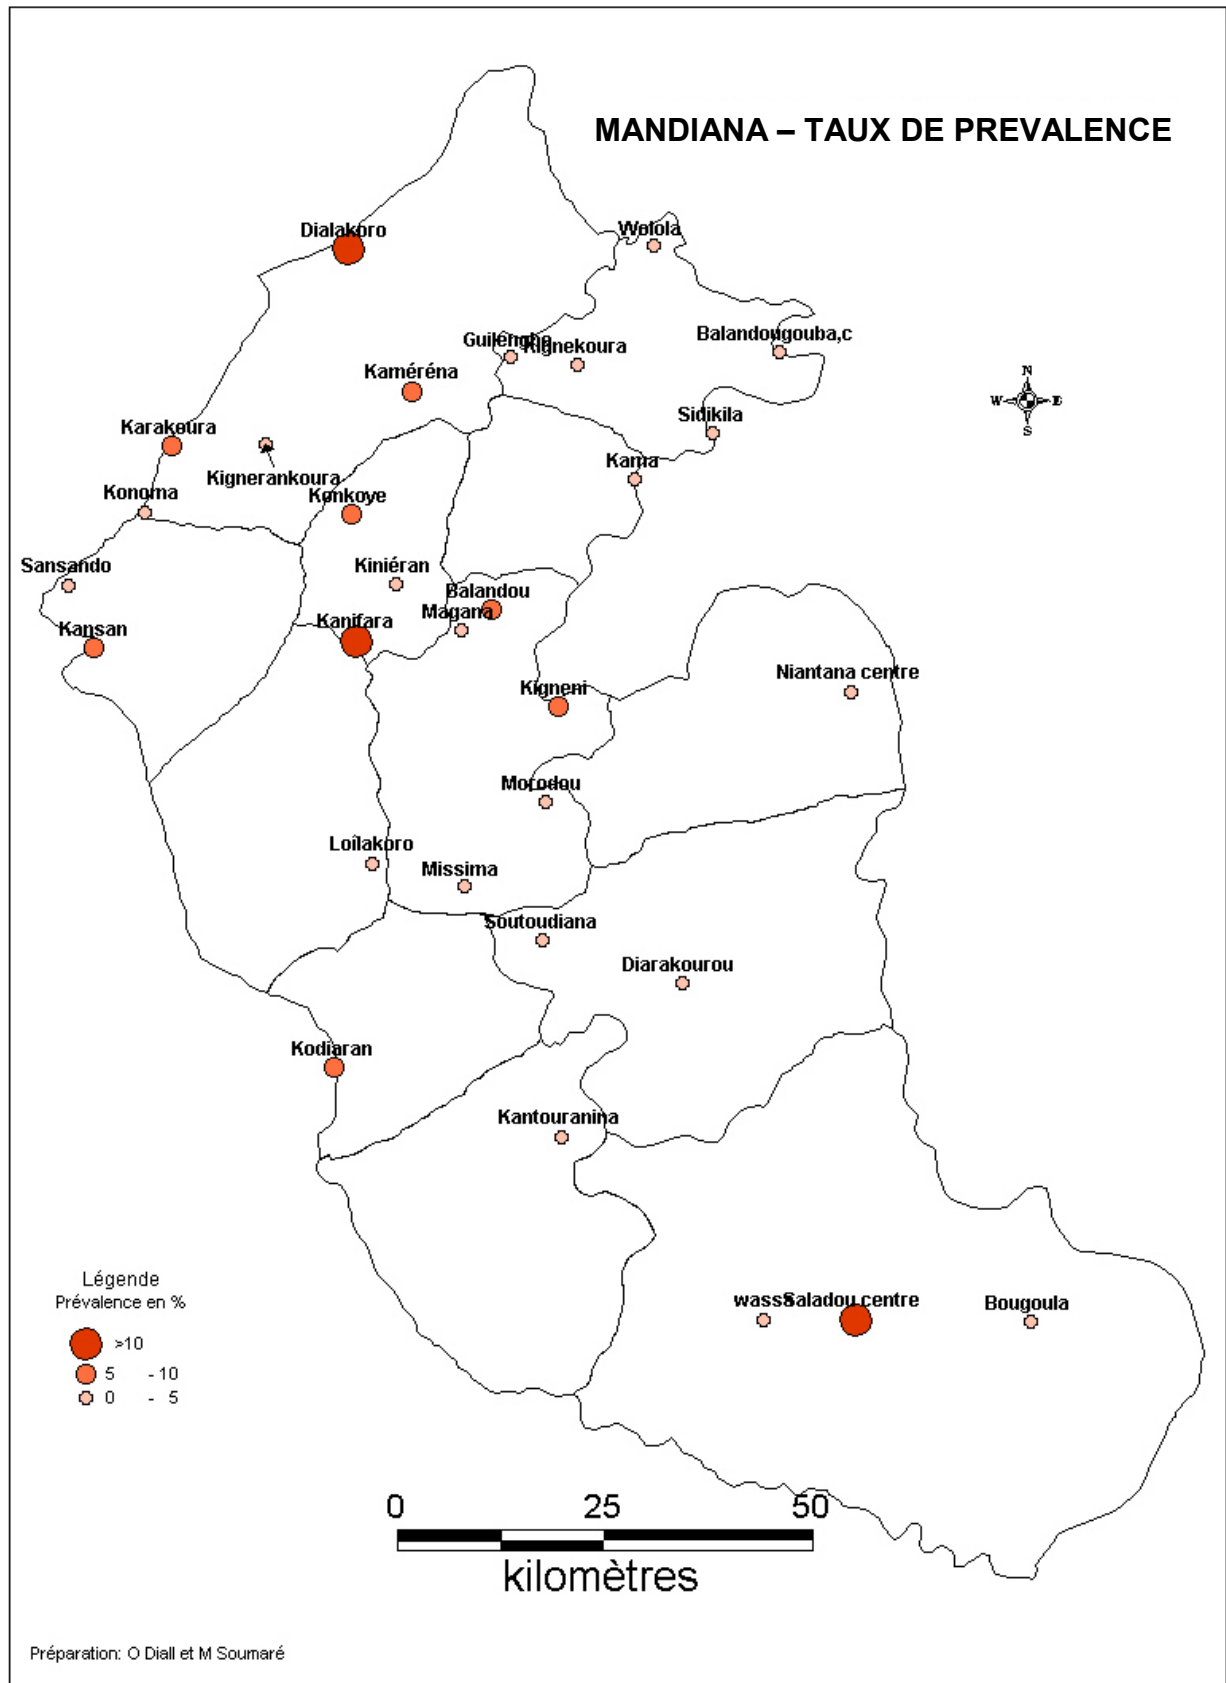 MANDIANA – TAUX DE PREVALENCE
Dialakoro
Wolola
Balandougouba,c
Kignekoura
Kaméréna
N
W E
S
Karakoura
Sidikila
Kignerankoura
Kama
Konoma
Konkoye
Sansando
Kiniéran
Balandou
Magana
Kanifara
Kansan
Niantana centre
Kigneni
Morodou
Loïlakoro
Missima
Soutoudiana
Diarakourou
Kodiaran
Kantouranina
Légende
Prévalence en %
>10
5 - 10
0 - 5
Saladou centre
Bougoula
0 25 50
kilomètres
Préparation: O Diall et M Soumaré